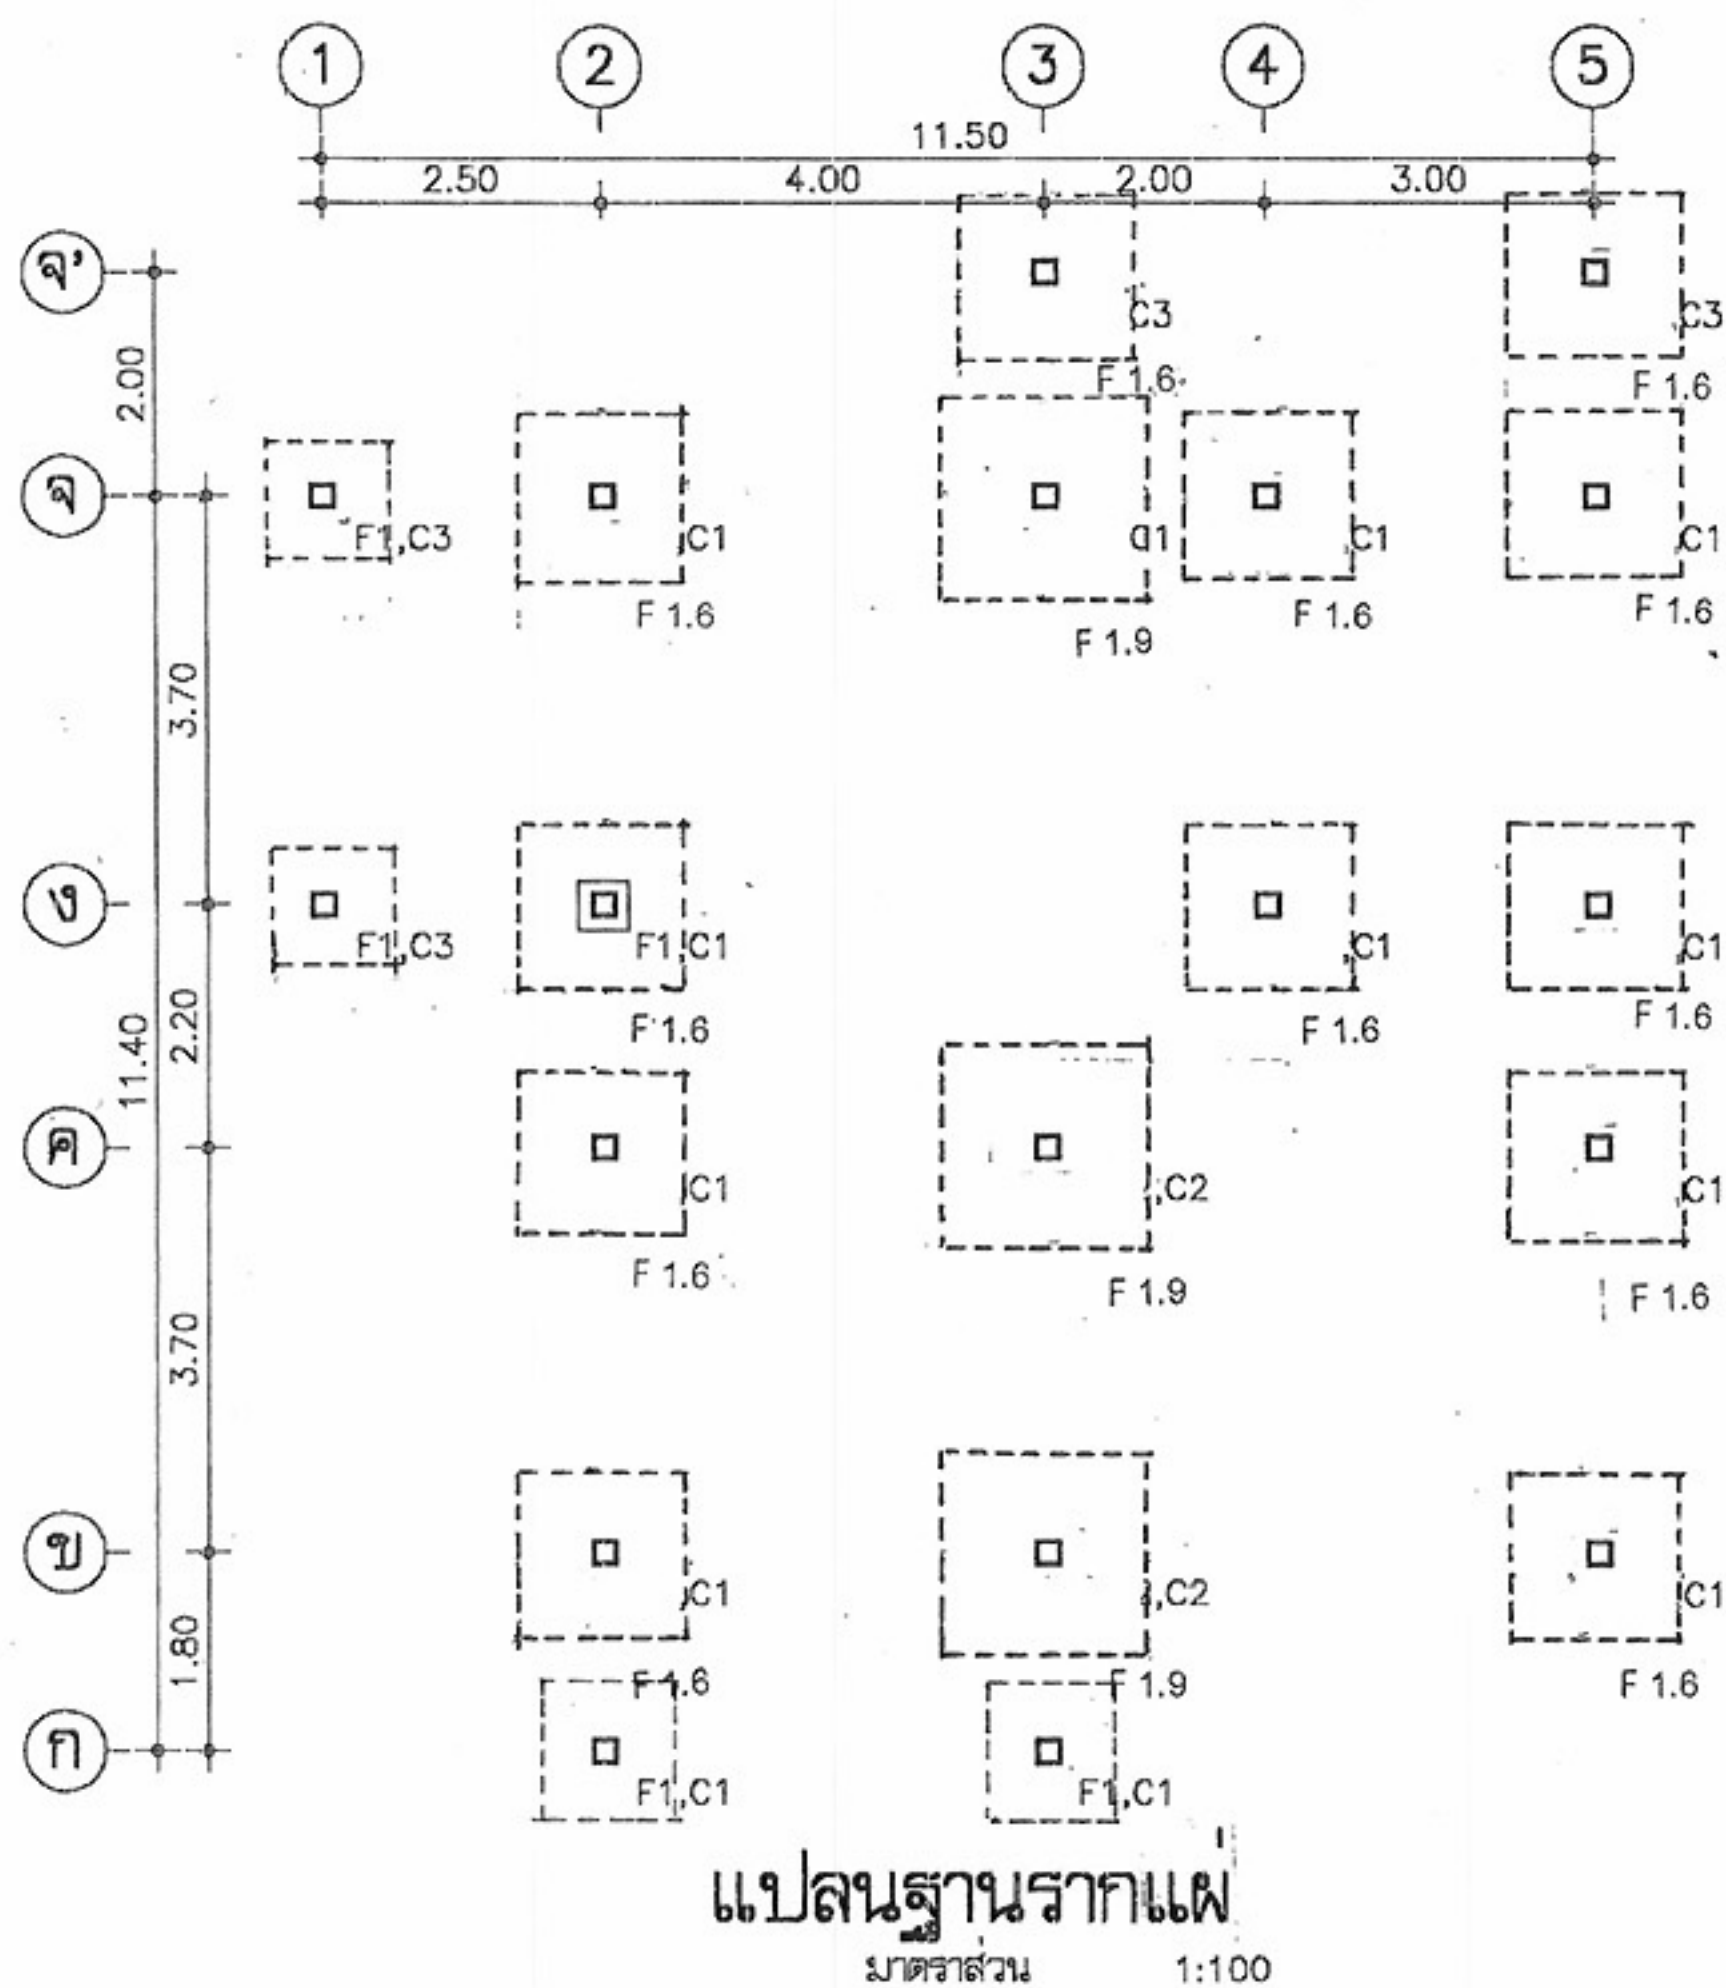 1 2 3 4 5
11.50
2.50 4.00 2.00 3.00
จ'
C3 C3
2.00
F 1.6 F 1.6
จ
F1,C3 C1 C1 C1 C1
F 1.6 F 1.9 F 1.6 F 1.6
3.70
ง
F1,C3 F1,C1 ,C1 C1
F 1.6 F 1.6 F 1.6
2.20
11.40
ค
C1 ,C2 C1
F 1.6 F 1.9 F 1.6
3.70
ข
C1 ,C2 C1
1.80
F 1.6 F 1.9 F 1.6
ก
F1,C1 F1,C1
แปลนฐานรากแผ่
มาตราส่วน 1:100